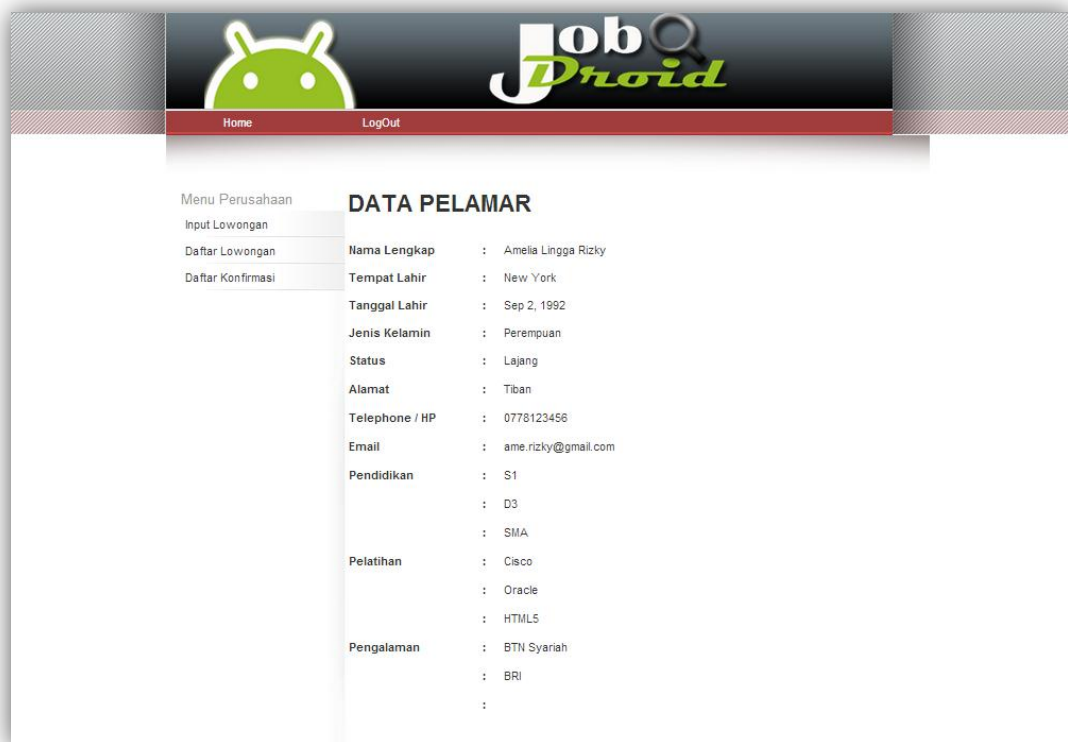 Job
Droid
Home LogOut
Menu Perusahaan
Input Lowongan
Daftar Lowongan
Daftar Konfirmasi
DATA PELAMAR
Nama Lengkap : Amelia Lingga Rizky
Tempat Lahir : New York
Tanggal Lahir : Sep 2, 1992
Jenis Kelamin : Perempuan
Status : Lajang
Alamat : Tiban
Telephone / HP : 0778123456
Email : ame.rizky@gmail.com
Pendidikan : S1
: D3
: SMA
Pelatihan : Cisco
: Oracle
: HTML5
Pengalaman : BTN Syariah
: BRI
: